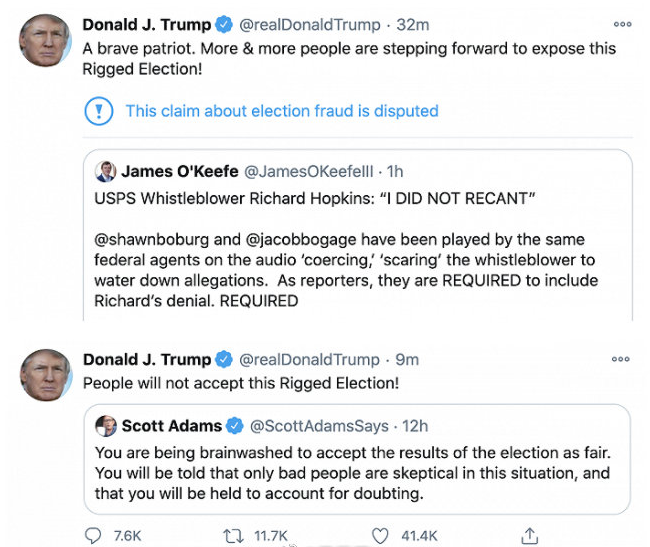 Donald J. Trump @realDonaldTrump · 32m
A brave patriot. More & more people are stepping forward to expose this
Rigged Election!
This claim about election fraud is disputed
James O'Keefe @JamesOKeefeIII · 1h
USPS Whistleblower Richard Hopkins: “I DID NOT RECANT”
@shawnboburg and @jacobbogage have been played by the same
federal agents on the audio ‘coercing,’ ‘scaring’ the whistleblower to
water down allegations.  As reporters, they are REQUIRED to include
Richard’s denial. REQUIRED
Donald J. Trump @realDonaldTrump · 9m
People will not accept this Rigged Election!
Scott Adams @ScottAdamsSays · 12h
You are being brainwashed to accept the results of the election as fair.
You will be told that only bad people are skeptical in this situation, and
that you will be held to account for doubting.
7.6K 11.7K 41.4K